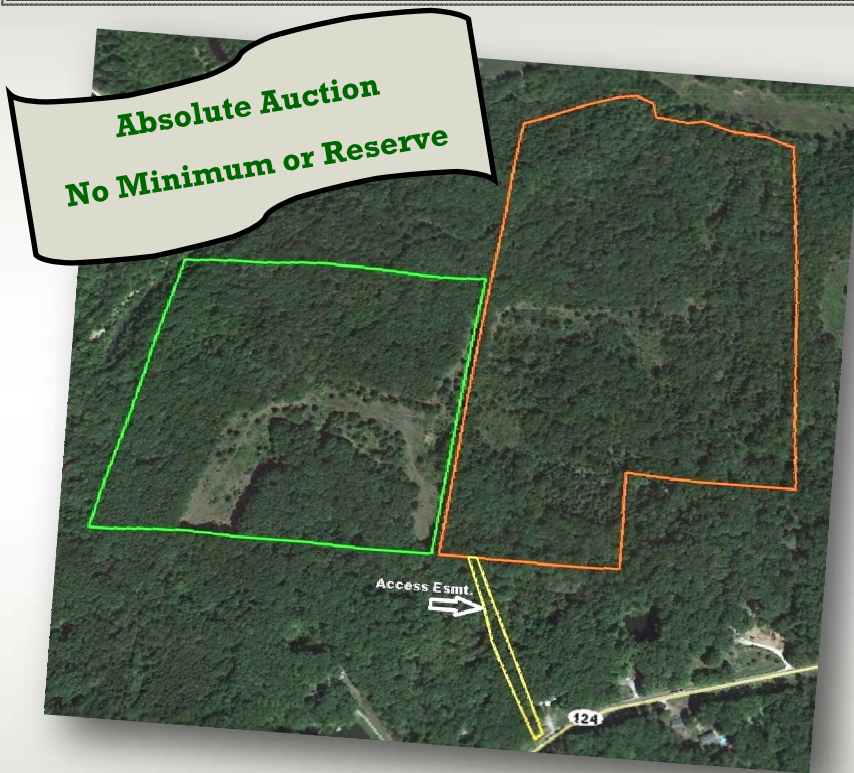 Absolute Auction
No Minimum or Reserve
Access Esmt.
124